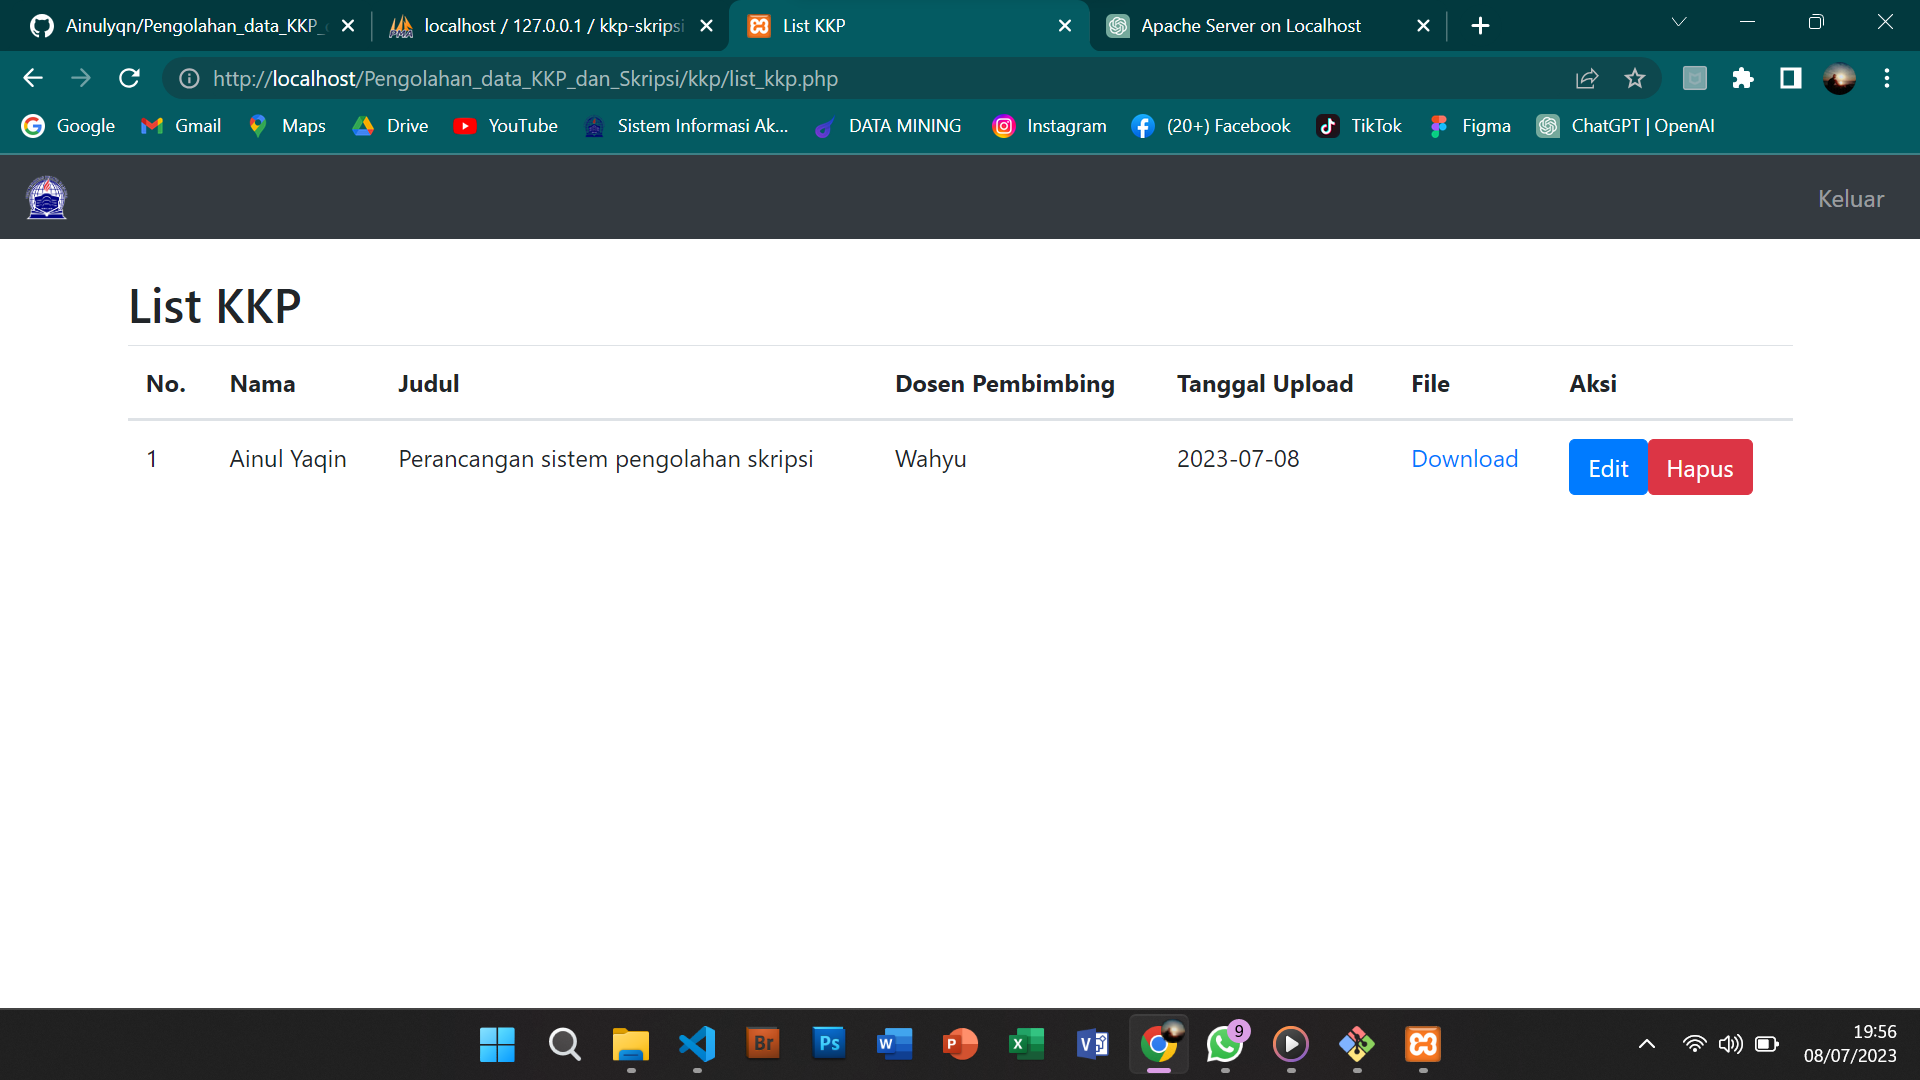 Ainulyqn/Pengolahan_data_KKP_
localhost / 127.0.0.1 / kkp-skripsi
List KKP
Apache Server on Localhost
http://localhost/Pengolahan_data_KKP_dan_Skripsi/kkp/list_kkp.php
Google
Gmail
Maps
Drive
YouTube
Sistem Informasi Ak...
DATA MINING
Instagram
(20+) Facebook
TikTok
Figma
ChatGPT | OpenAI
Keluar
List KKP
No. Nama Judul Dosen Pembimbing Tanggal Upload File Aksi
1 Ainul Yaqin Perancangan sistem pengolahan skripsi Wahyu 2023-07-08 Download Edit Hapus
Br
Ps
W
P
X
V
9
19:56
08/07/2023